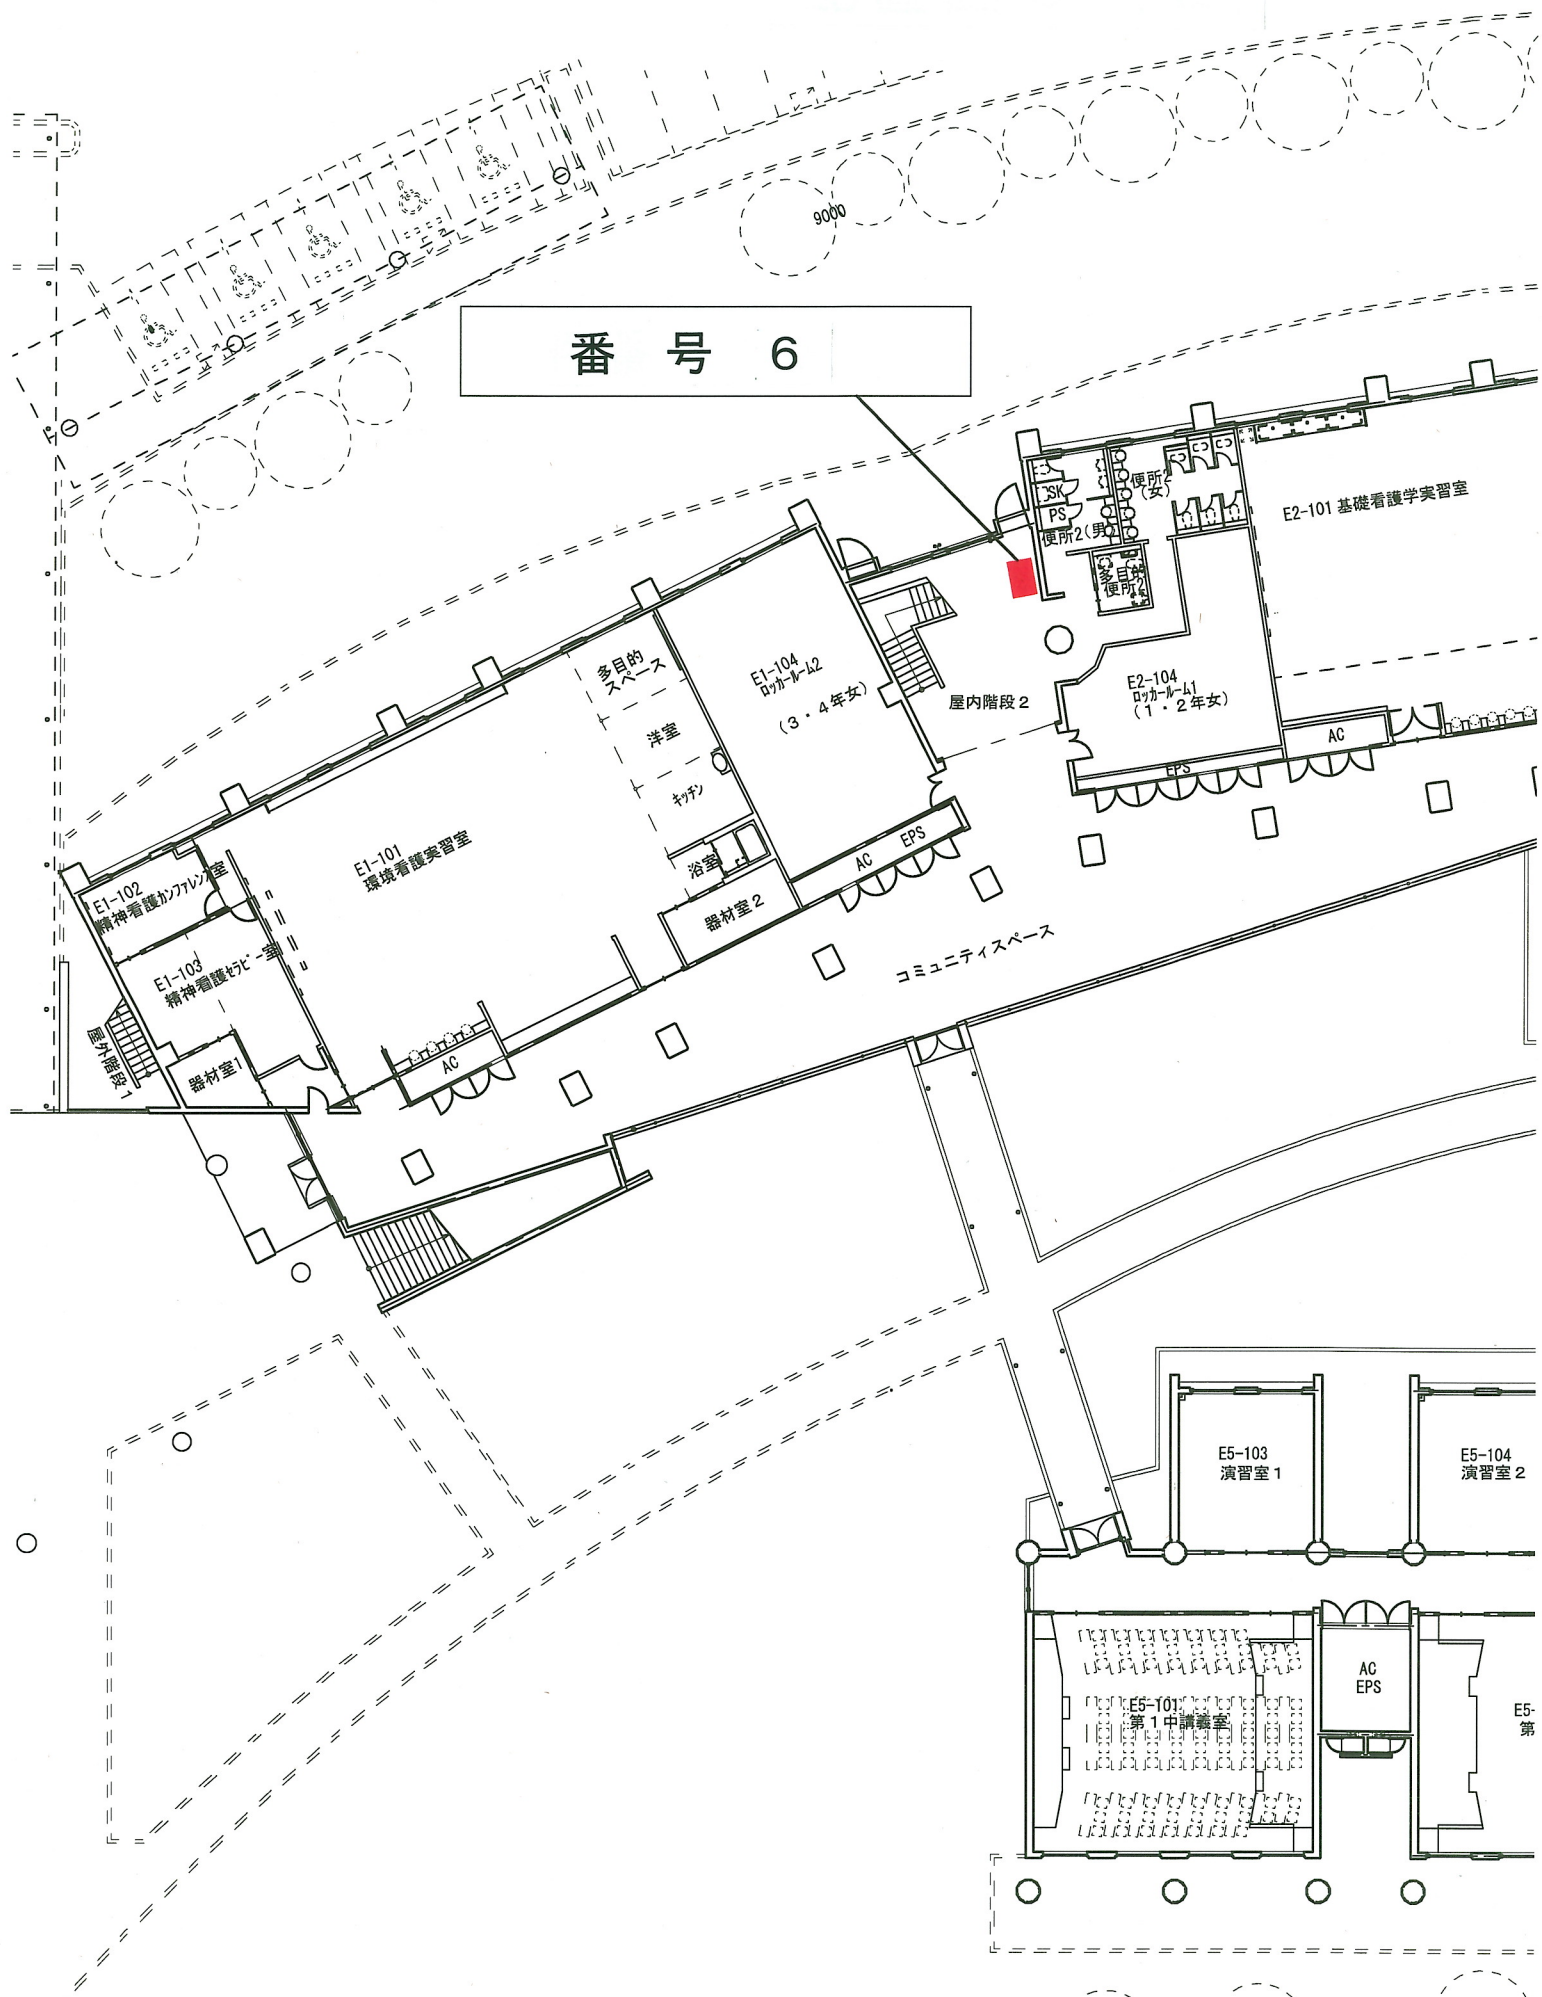 9000
番 号 6
SK
PS
便所2(男)
便所2
(女)
多目的
便所2
E2-101 基礎看護学実習室
E1-104
ロッカールーム2
(3・4年女)
多目的
スペース
洋室
キッチン
浴室
器材室2
AC
EPS
屋内階段2
E2-104
ロッカールーム1
(1・2年女)
EPS
AC
E1-101
環境看護実習室
E1-102
精神看護カンファレンス室
E1-103
精神看護セラピー室
屋外階段1
器材室1
AC
コミュニティスペース
E5-103
演習室1
E5-104
演習室2
E5-101
第1中講義室
AC
EPS
E5-
第